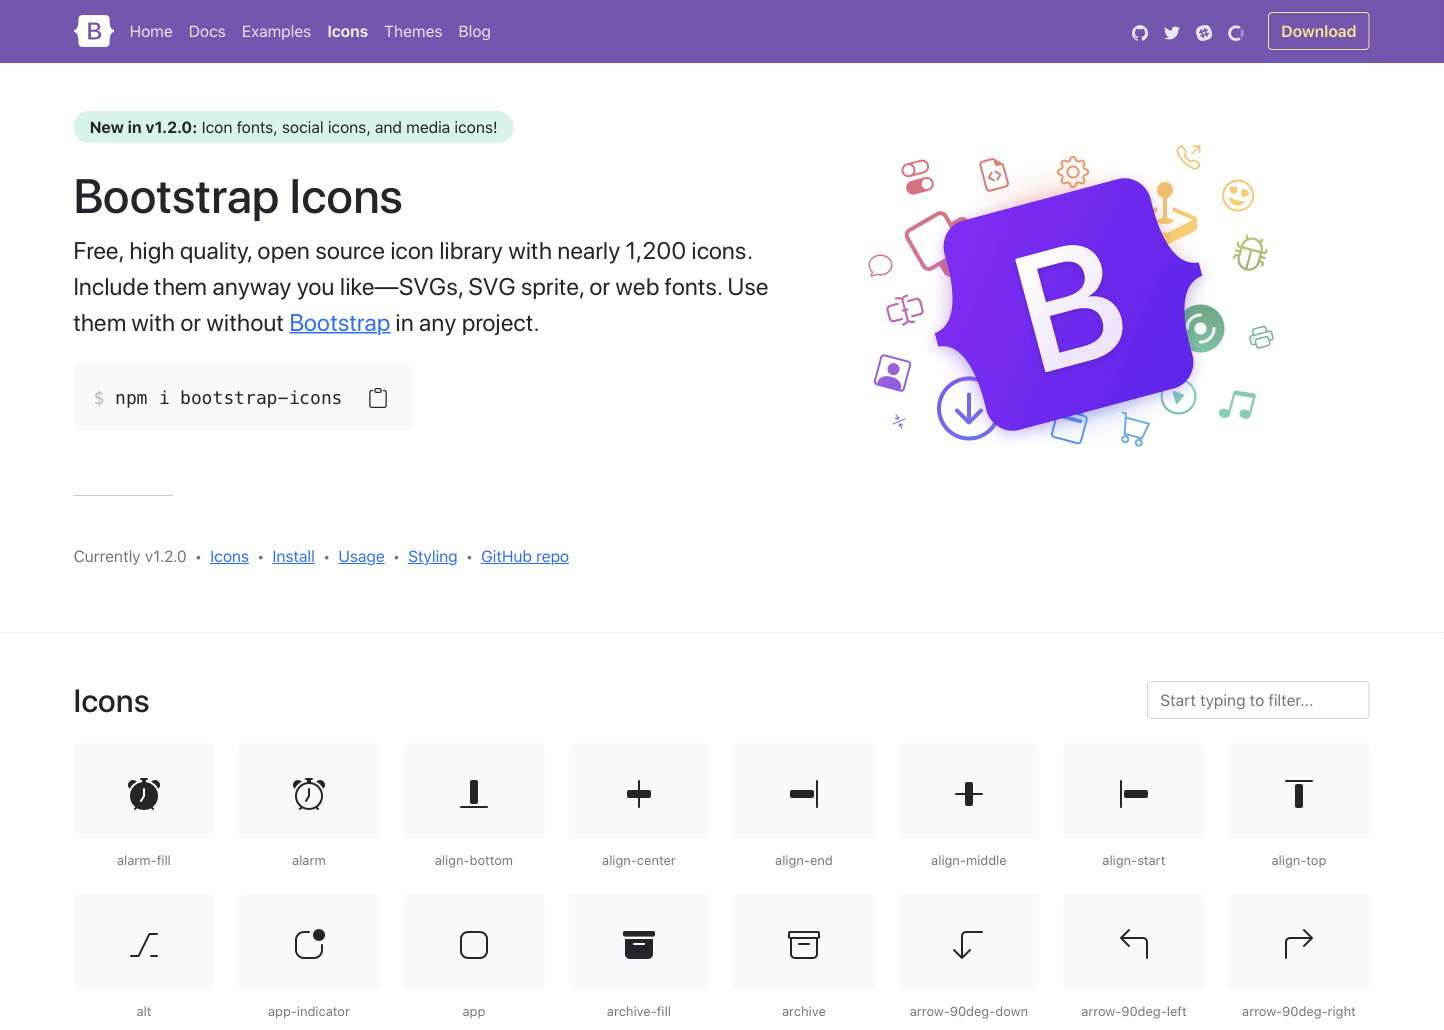 B Home Docs Examples Icons Themes Blog Download
New in v1.2.0: Icon fonts, social icons, and media icons!
Bootstrap Icons
Free, high quality, open source icon library with nearly 1,200 icons.
Include them anyway you like—SVGs, SVG sprite, or web fonts. Use
them with or without Bootstrap in any project.
$ npm i bootstrap-icons
B
Currently v1.2.0 • Icons • Install • Usage • Styling • GitHub repo
Icons
Start typing to filter...
alarm-fill alarm align-bottom align-center align-end align-middle align-start align-top
alt app-indicator app archive-fill archive arrow-90deg-down arrow-90deg-left arrow-90deg-right